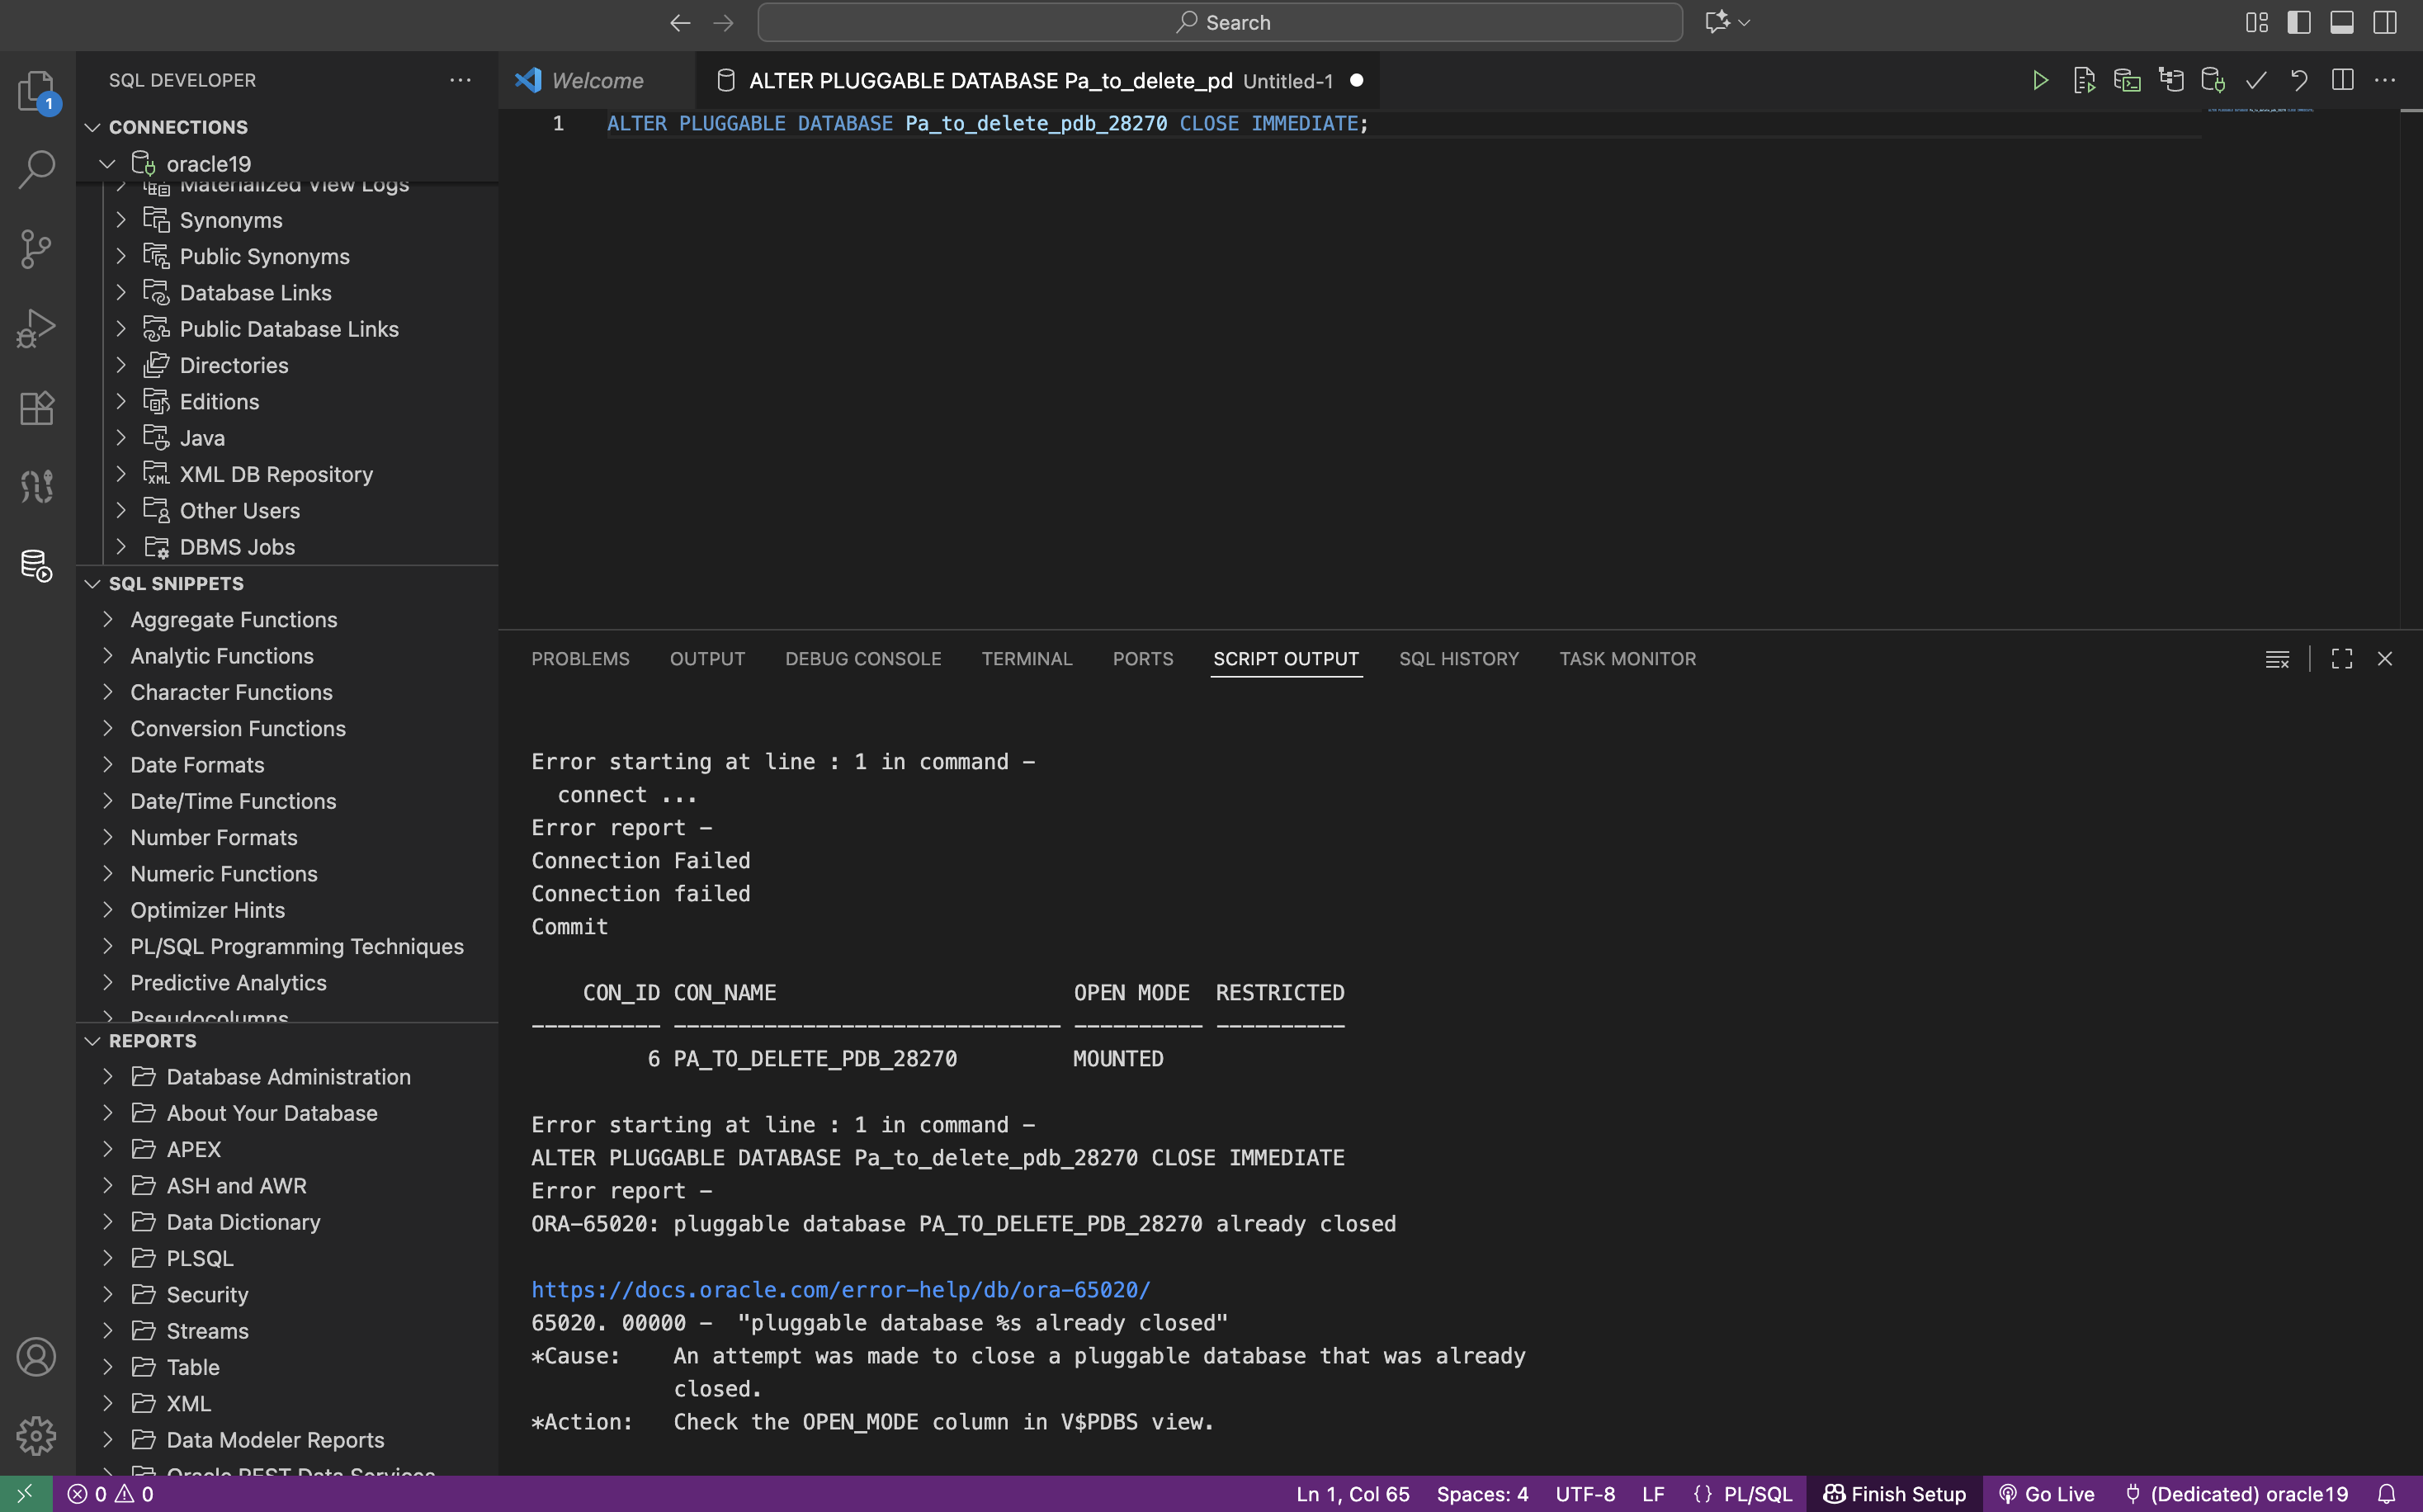 Search
SQL DEVELOPER
Welcome
ALTER PLUGGABLE DATABASE Pa_to_delete_pd Untitled-1
1
CONNECTIONS
oracle19
Materialized View Logs
Synonyms
Public Synonyms
Database Links
Public Database Links
Directories
Editions
Java
XML DB Repository
Other Users
DBMS Jobs
SQL SNIPPETS
Aggregate Functions
Analytic Functions
Character Functions
Conversion Functions
Date Formats
Date/Time Functions
Number Formats
Numeric Functions
Optimizer Hints
PL/SQL Programming Techniques
Predictive Analytics
Pseudocolumns
REPORTS
Database Administration
About Your Database
APEX
ASH and AWR
Data Dictionary
PLSQL
Security
Streams
Table
XML
Data Modeler Reports
Oracle REST Data Services
1 ALTER PLUGGABLE DATABASE Pa_to_delete_pdb_28270 CLOSE IMMEDIATE;
PROBLEMS OUTPUT DEBUG CONSOLE TERMINAL PORTS SCRIPT OUTPUT SQL HISTORY TASK MONITOR
Error starting at line : 1 in command -
connect ...
Error report -
Connection Failed
Connection failed
Commit
CON_ID CON_NAME OPEN MODE RESTRICTED
---------- ------------------------------ ---------- ----------
6 PA_TO_DELETE_PDB_28270 MOUNTED
Error starting at line : 1 in command -
ALTER PLUGGABLE DATABASE Pa_to_delete_pdb_28270 CLOSE IMMEDIATE
Error report -
ORA-65020: pluggable database PA_TO_DELETE_PDB_28270 already closed
https://docs.oracle.com/error-help/db/ora-65020/
65020. 00000 - "pluggable database %s already closed"
*Cause: An attempt was made to close a pluggable database that was already
closed.
*Action: Check the OPEN_MODE column in V$PDBS view.
0 0 Ln 1, Col 65 Spaces: 4 UTF-8 LF {} PL/SQL Finish Setup Go Live (Dedicated) oracle19